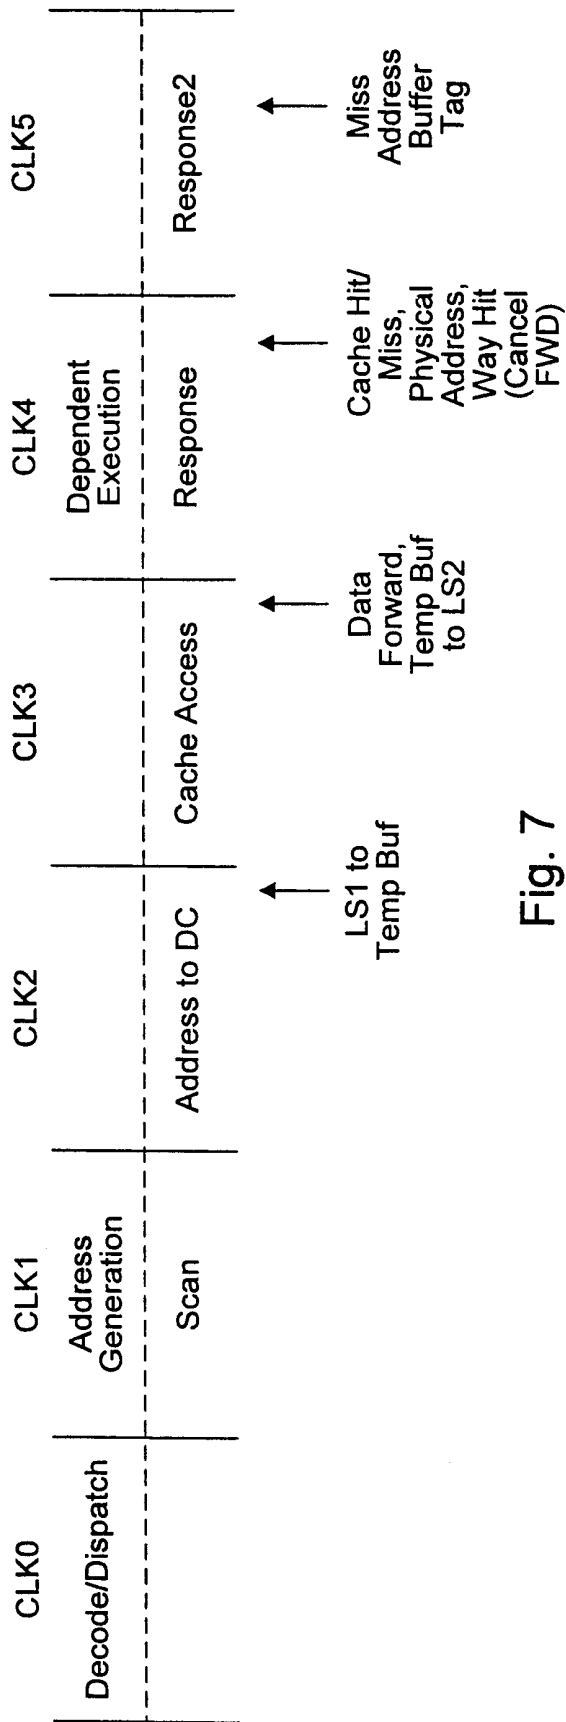 CLK0
CLK1
CLK2
CLK3
CLK4
CLK5
Decode/Dispatch
Address
Generation
Dependent
Execution
Scan
Address to DC
Cache Access
Response
Response2
LS1 to
Temp Buf
Data
Forward,
Temp Buf
to LS2
Cache Hit/
Miss,
Physical
Address,
Way Hit
(Cancel
FWD)
Miss
Address
Buffer
Tag
Fig. 7